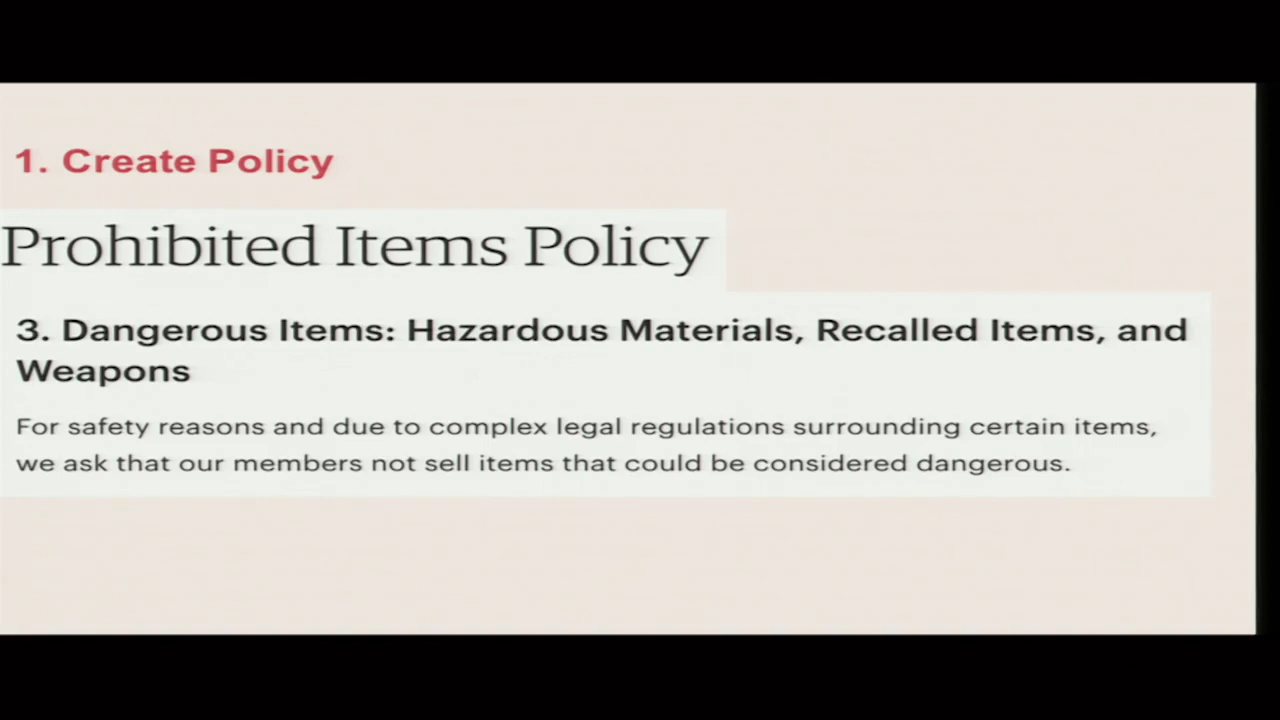 1. Create Policy
Prohibited Items Policy
3. Dangerous Items: Hazardous Materials, Recalled Items, and
Weapons
For safety reasons and due to complex legal regulations surrounding certain items,
we ask that our members not sell items that could be considered dangerous.